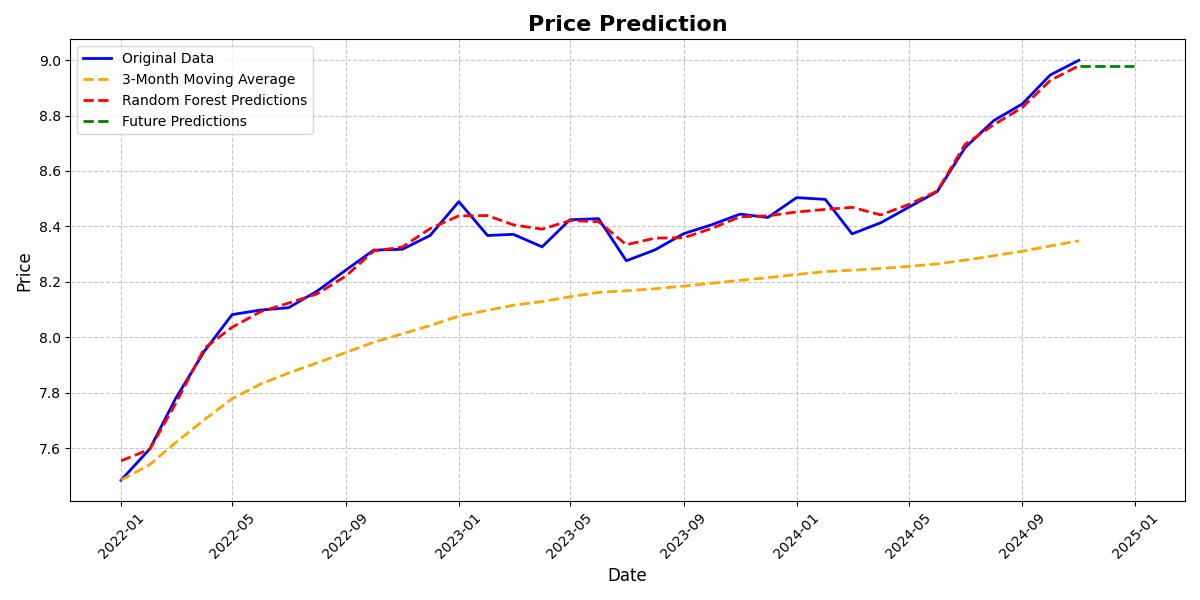 Price Prediction
Original Data
3-Month Moving Average
Random Forest Predictions
Future Predictions
Price
9.0
8.8
8.6
8.4
8.2
8.0
7.8
7.6
2022-01
2022-05
2022-09
2023-01
2023-05
2023-09
2024-01
2024-05
2024-09
2025-01
Date